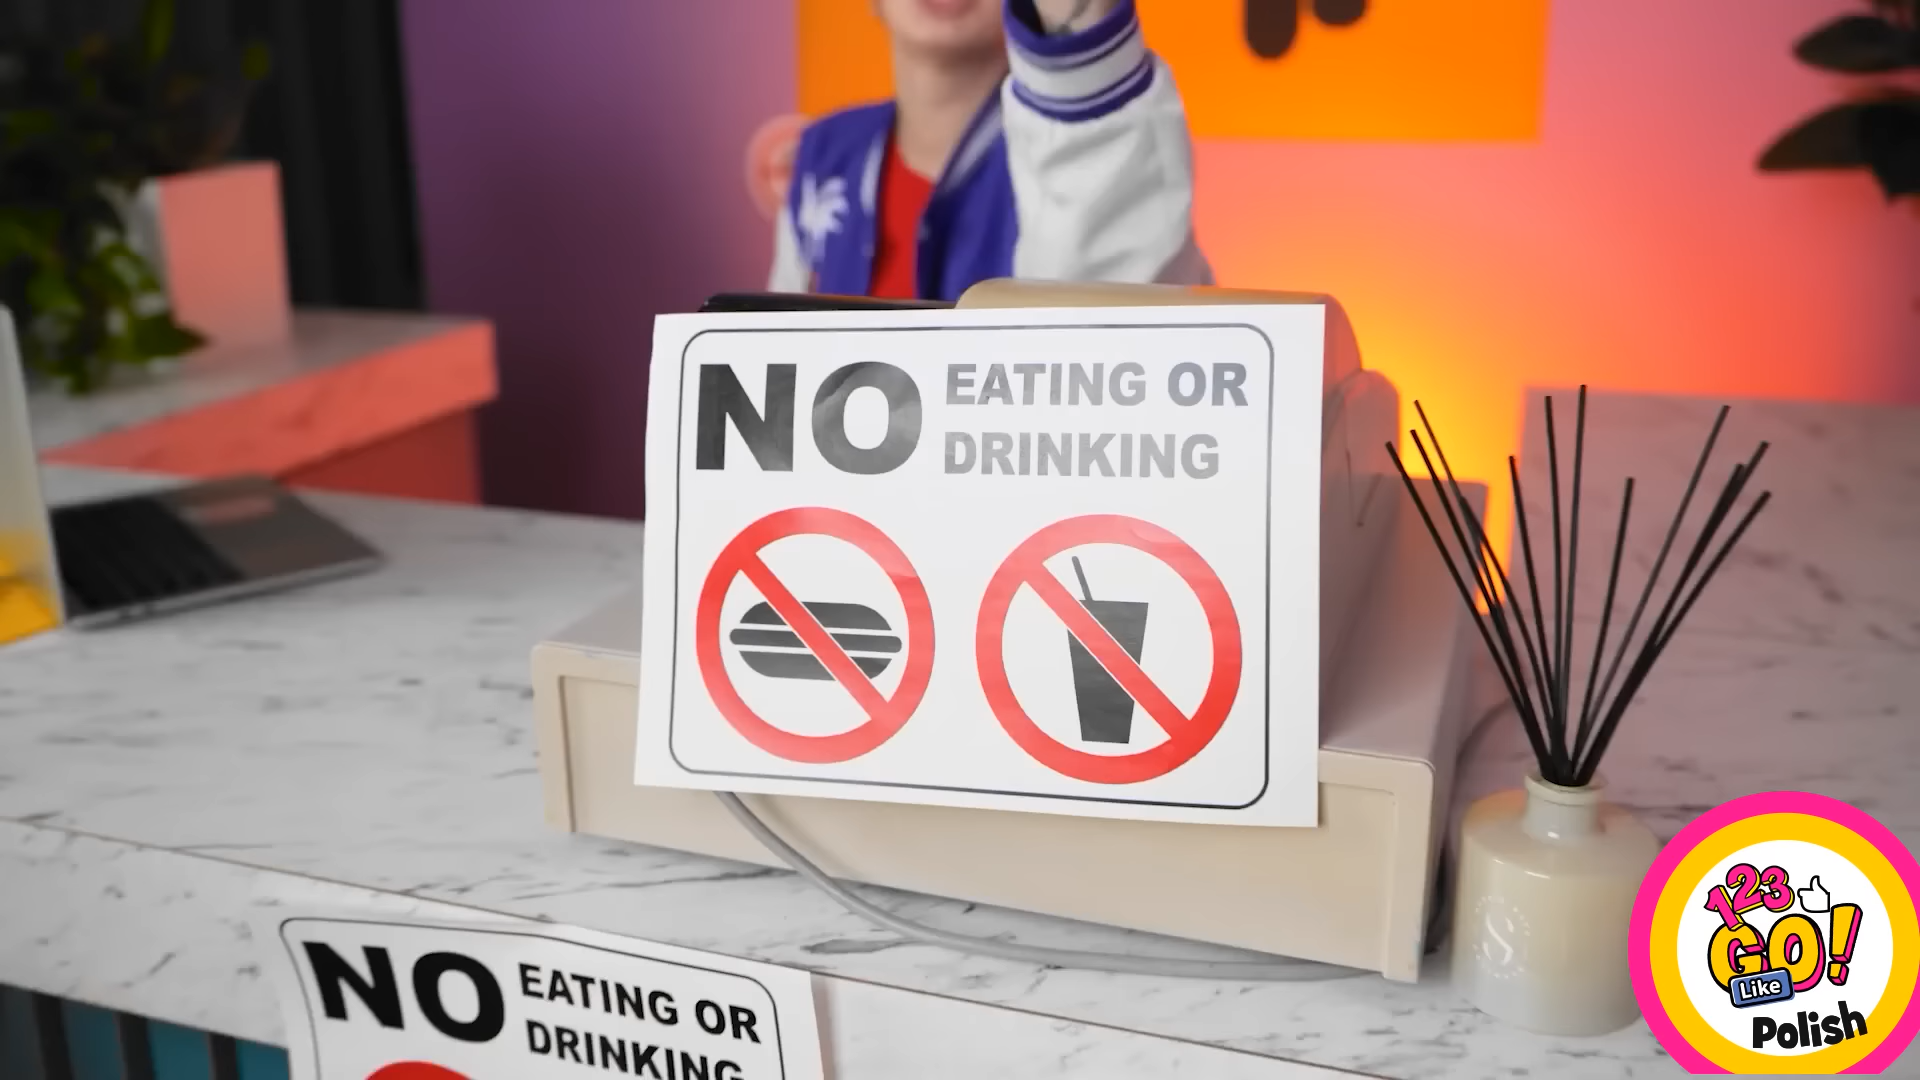 NO EATING OR
DRINKING
NO EATING OR
DRINKING
123
GO!
Like
Polish